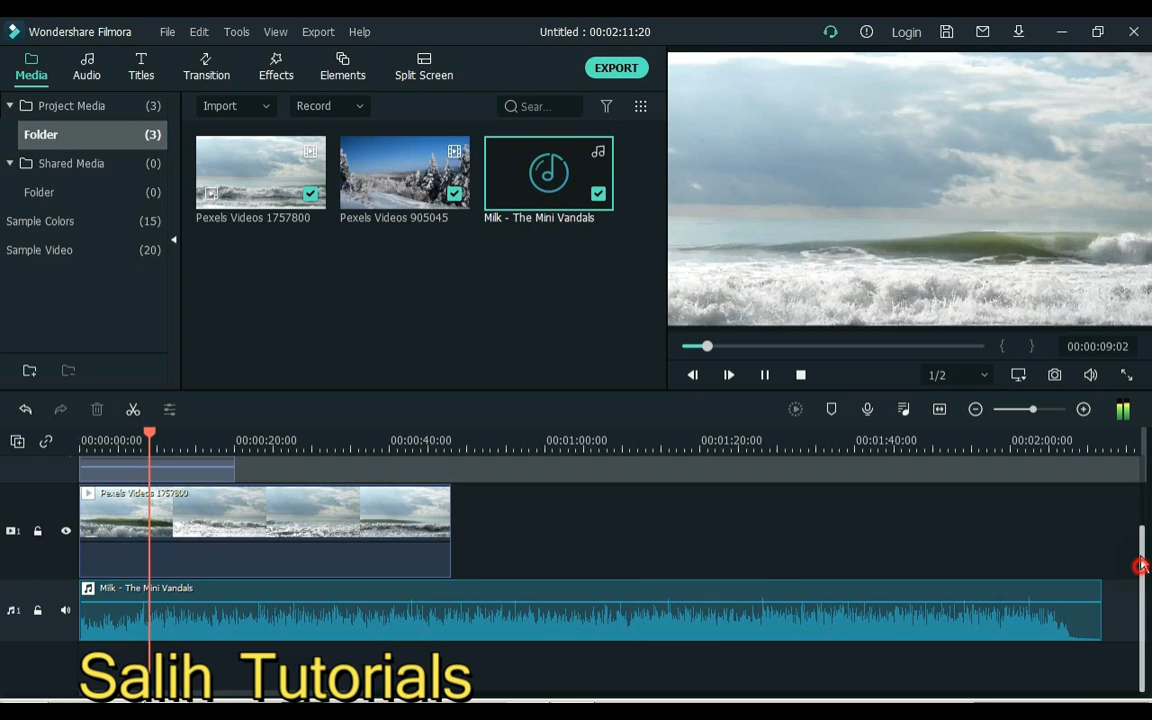 Wondershare Filmora File Edit Tools View Export Help Untitled : 00:02:11:20 Login
Media Audio Titles Transition Effects Elements Split Screen EXPORT
Project Media (3)
Folder (3)
Shared Media (0)
Folder (0)
Sample Colors (15)
Sample Video (20)
Import Record Sear...
Pexels Videos 1757800 Pexels Videos 905045 Milk - The Mini Vandals
{ } 00:00:09:02
1/2
00:00:00:00 00:00:20:00 00:00:40:00 00:01:00:00 00:01:20:00 00:01:40:00 00:02:00:00
Pexels Videos 1757800
1
Milk - The Mini Vandals
1
Salih Tutorials